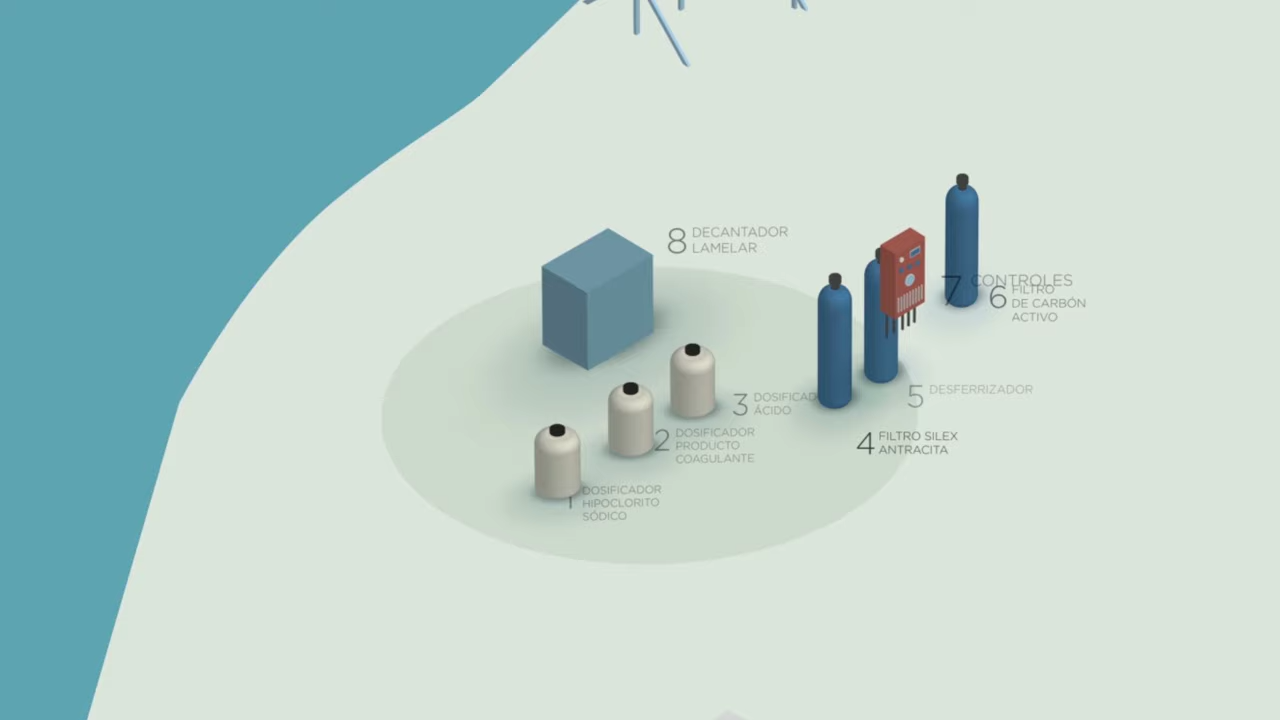 8 DECANTADOR
LAMELAR
7 CONTROLES
6 FILTRO
DE CARBÓN
ACTIVO
5 DESFERRIZADOR
3 DOSIFICAD
ÁCIDO
2 DOSIFICADOR
PRODUCTO
COAGULANTE
4 FILTRO SILEX
ANTRACITA
1 DOSIFICADOR
HIPOCLORITO
SÓDICO